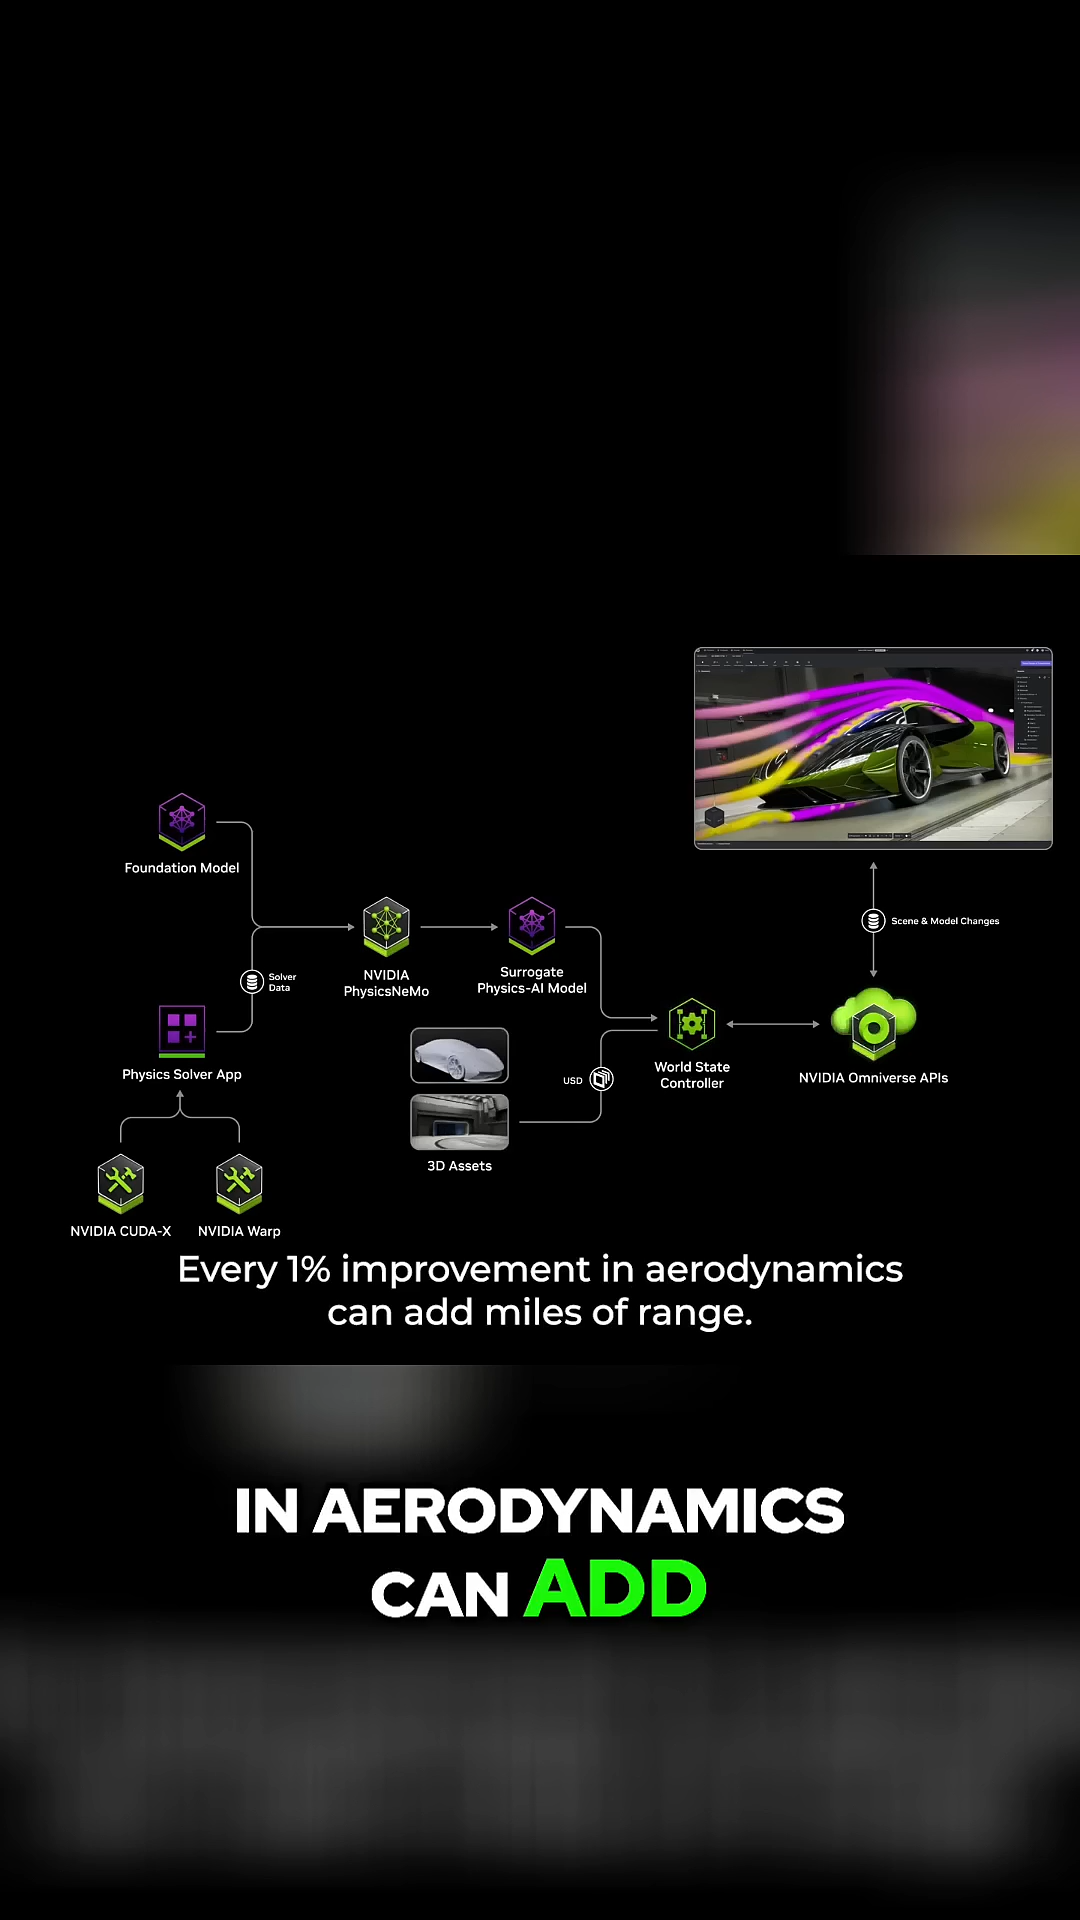 Foundation Model
Solver
Data
NVIDIA
PhysicsNeMo
Surrogate
Physics-AI Model
Physics Solver App
NVIDIA CUDA-X
NVIDIA Warp
3D Assets
USD
World State
Controller
Scene & Model Changes
NVIDIA Omniverse APIs
Every 1% improvement in aerodynamics
can add miles of range.
IN AERODYNAMICS
CAN ADD